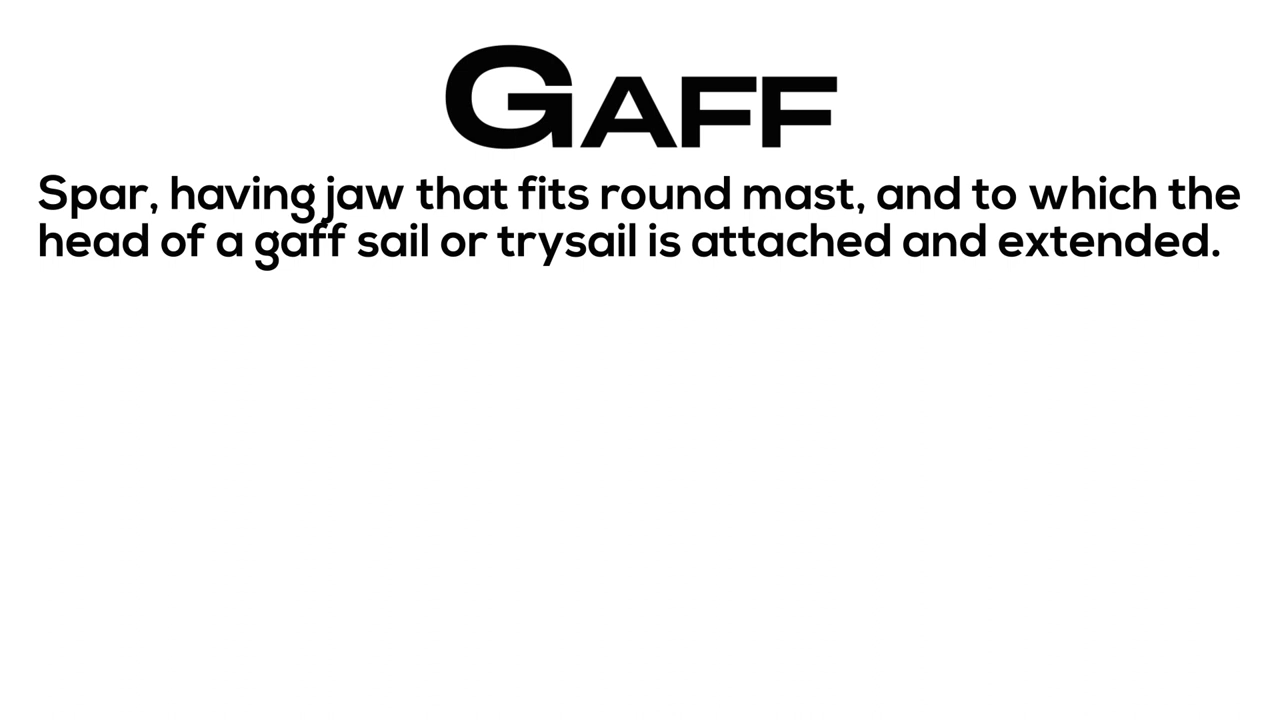 Gaff
Spar, having jaw that fits round mast, and to which the
head of a gaff sail or trysail is attached and extended.